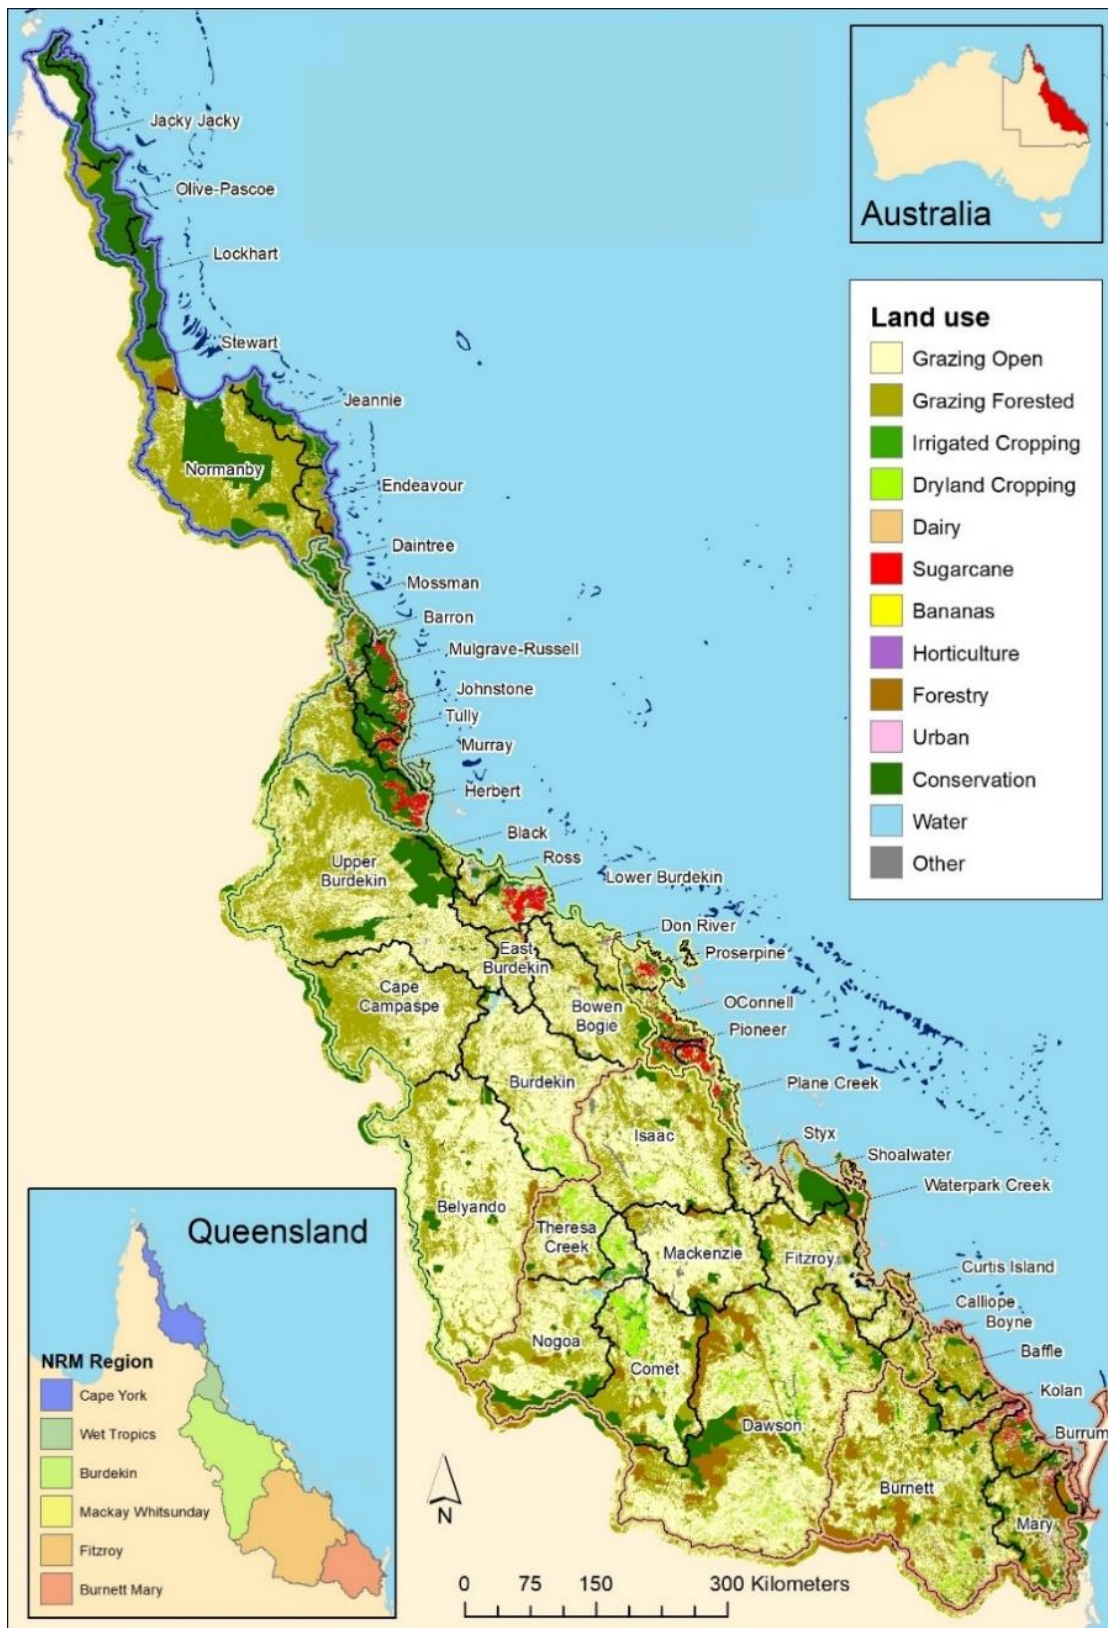 Jacky Jacky
Olive-Pascoe
Lockhart
Stewart
Jeannie
Normanby
Endeavour
Daintree
Mossman
Barron
Mulgrave-Russell
Johnstone
Tully
Murray
Herbert
Black
Ross
Upper
Burdekin
Lower Burdekin
Don River
East
Burdekin
Proserpine
Cape
Campaspe
Bowen
Bogie
OConnell
Pioneer
Burdekin
Plane Creek
Isaac
Styx
Shoalwater
Waterpark Creek
Belyando
Theresa
Creek
Mackenzie
Fitzroy
Curtis Island
Calliope
Boyne
Nogoa
Comet
Baffle
Kolan
Dawson
Burrum
Burnett
Mary
Australia
Land use
Grazing Open
Grazing Forested
Irrigated Cropping
Dryland Cropping
Dairy
Sugarcane
Bananas
Horticulture
Forestry
Urban
Conservation
Water
Other
Queensland
NRM Region
Cape York
Wet Tropics
Burdekin
Mackay Whitsunday
Fitzroy
Burnett Mary
N
0 75 150 300 Kilometers